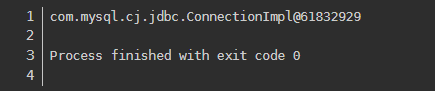 1 com.mysql.cj.jdbc.ConnectionImpl@61832929
2
3 Process finished with exit code 0
4